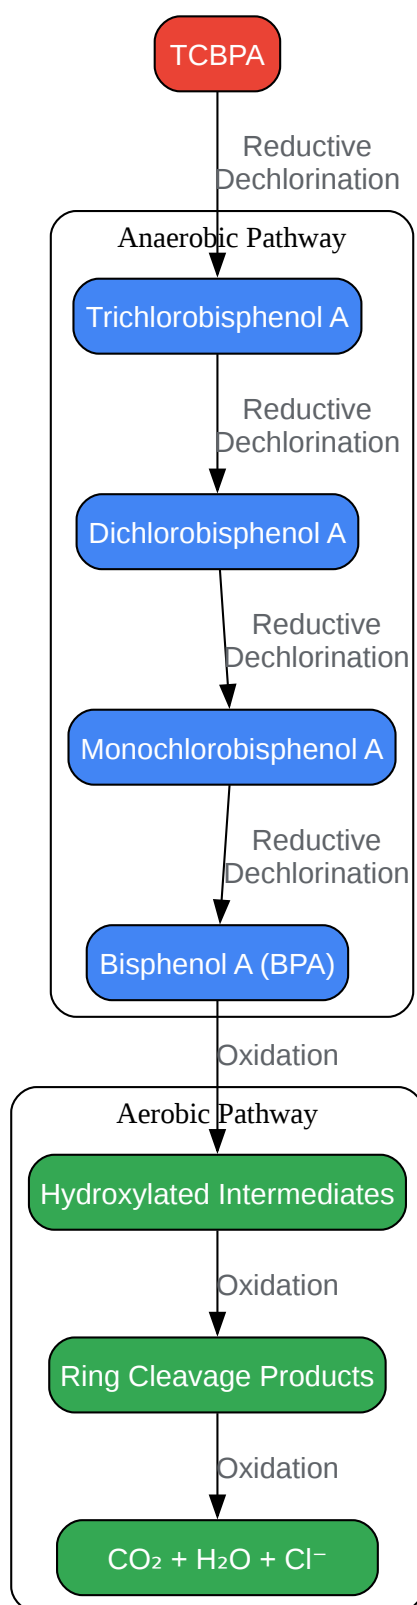 TCBPA
Reductive
Dechlorination
Anaerobic Pathway
Trichlorobisphenol A
Reductive
Dechlorination
Dichlorobisphenol A
Reductive
Dechlorination
Monochlorobisphenol A
Reductive
Dechlorination
Bisphenol A (BPA)
Oxidation
Aerobic Pathway
Hydroxylated Intermediates
Oxidation
Ring Cleavage Products
Oxidation
CO₂ + H₂O + Cl⁻